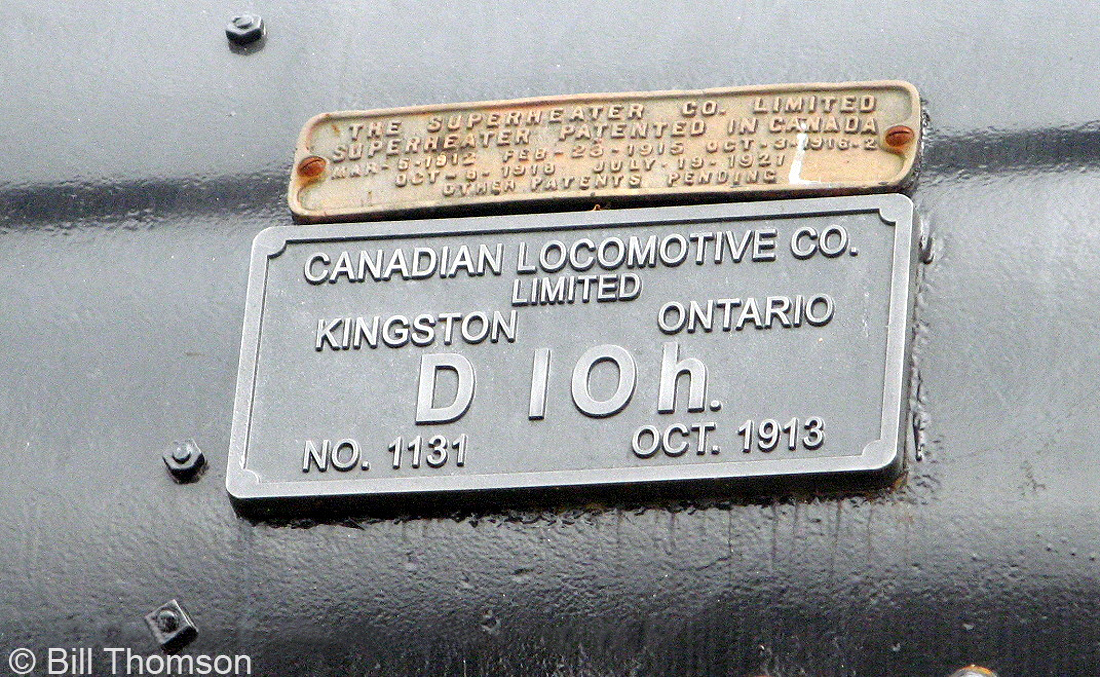 THE SUPERHEATER CO. LIMITED
SUPERHEATER PATENTED IN CANADA
MAR-5-1912 FEB-23-1915 OCT-3-1916-2
OCT-8-1918 JULY-19-1921
OTHER PATENTS PENDING
CANADIAN LOCOMOTIVE CO.
LIMITED
KINGSTON ONTARIO
D 10 h.
NO. 1131 OCT. 1913
© Bill Thomson